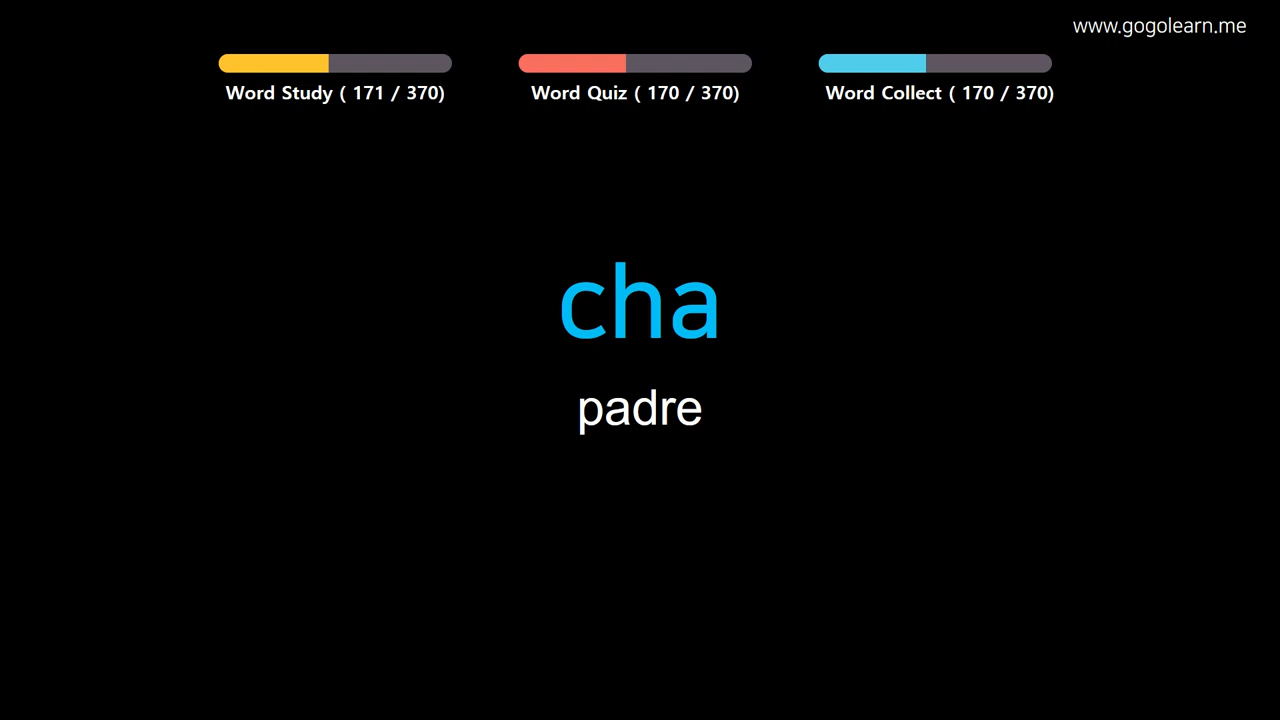 www.gogolearn.me
Word Study ( 171 / 370)
Word Quiz ( 170 / 370)
Word Collect ( 170 / 370)
cha
padre